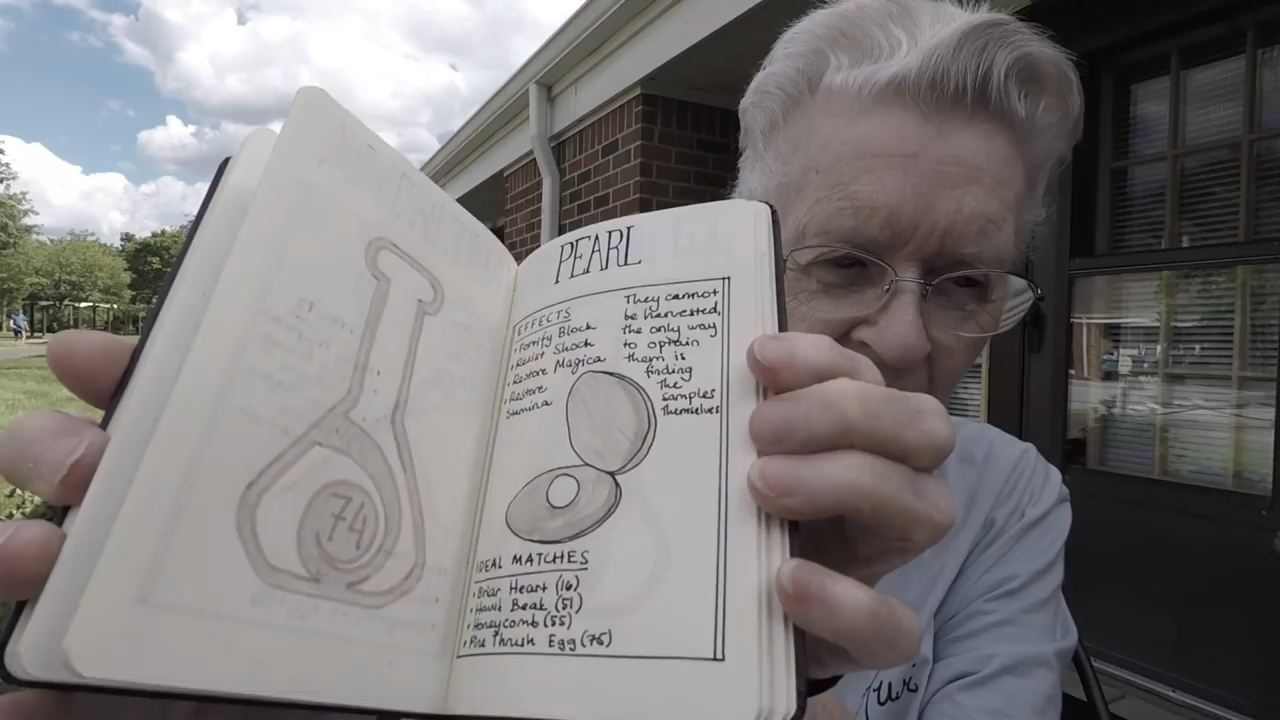 74
PEARL
EFFECTS
• Fortify Block
• Resist Shock
• Restore Magica
• Restore
Stamina
They cannot
be harvested,
the only way
to optain
them is
finding
The
samples
Themselves
IDEAL MATCHES
• Briar Heart (16)
• Hawk Beak (51)
• Honeycomb (55)
• Pine Thrush Egg (75)